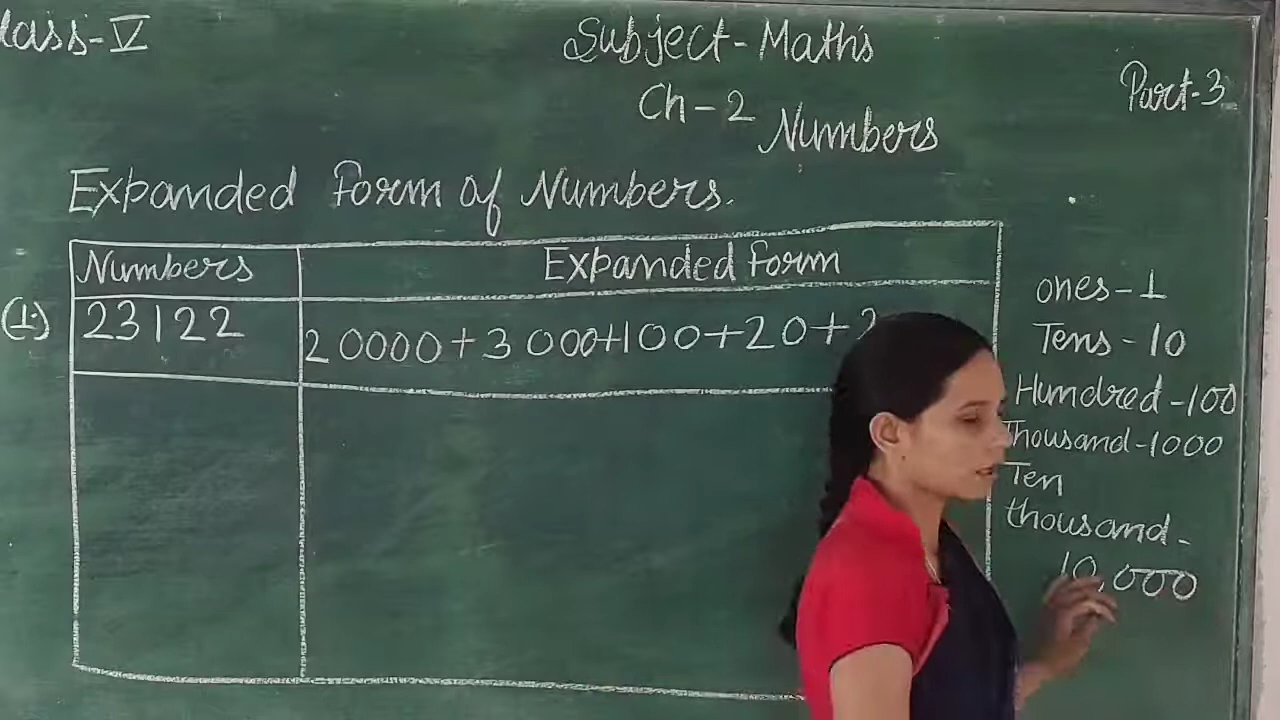 lass-V
Subject-Maths
Part-3
Ch-2 Numbers
Expanded form of Numbers.
Numbers
Expanded form
(1.) 23122
20000+3000+100+20+2
ones-1
Tens-10
Hundred-100
Thousand-1000
Ten
thousand-
10,000